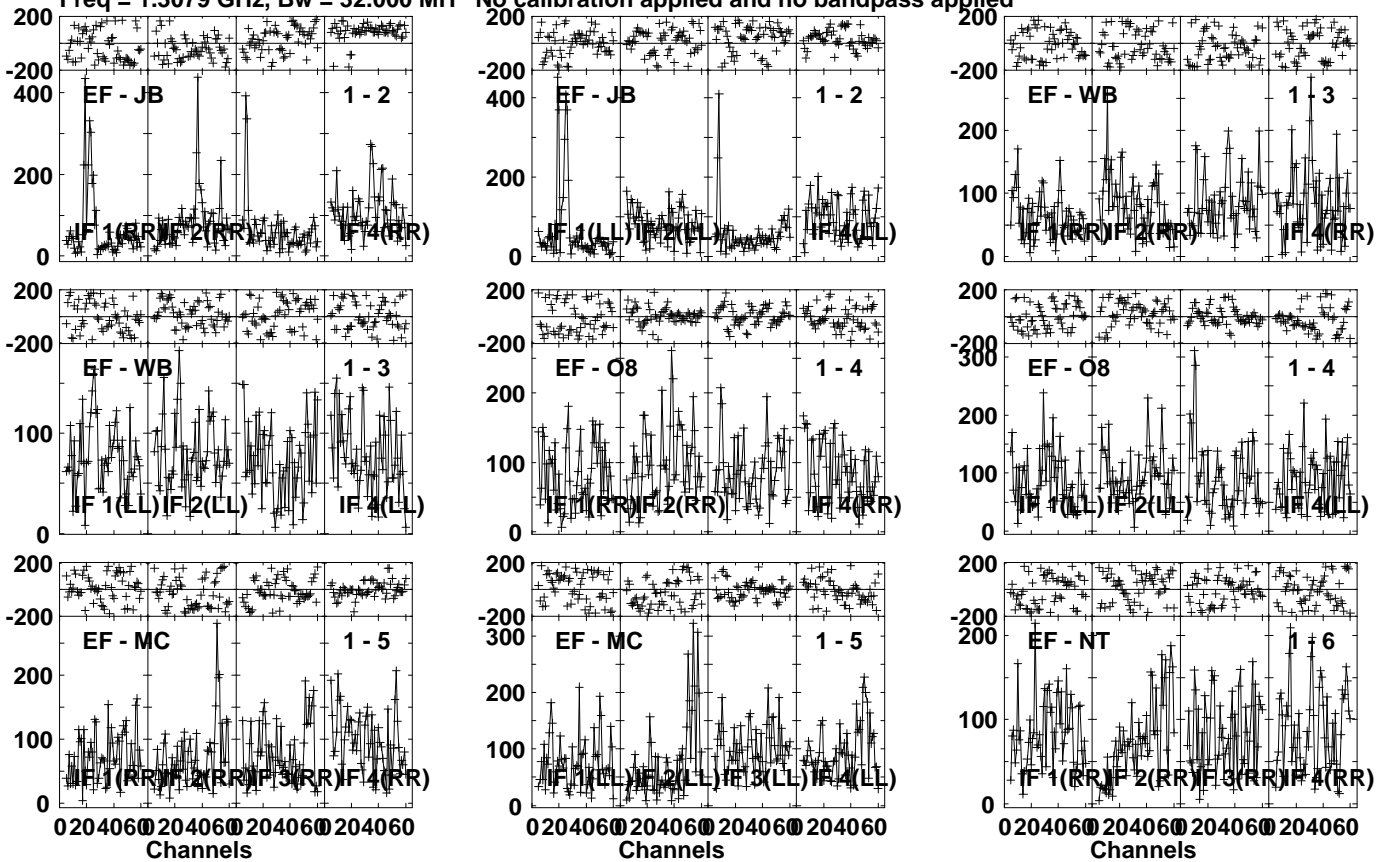 Freq = 1.5079 GHz, Bw = 32.000 MH No calibration applied and no bandpass applied
200 200 200
-200 -200 -200
EF - JB 1 - 2 EF - JB 1 - 2 EF - WB 1 - 3
400 400 200
200 200 100
0 0 0
IF 1(RR) IF 2(RR) IF 4(RR) IF 1(LL) IF 2(LL) IF 4(LL) IF 1(RR) IF 2(RR) IF 4(RR)
200 200 200
-200 -200 -200
EF - WB 1 - 3 EF - O8 1 - 4 EF - O8 1 - 4
300
200 200
100 100 100
0 0 0
IF 1(LL) IF 2(LL) IF 4(LL) IF 1(RR) IF 2(RR) IF 4(RR) IF 1(LL) IF 2(LL) IF 4(LL)
200 200 200
-200 -200
EF - MC 1 - 5 EF - MC 1 - 5 EF - NT 1 - 6
300 200
200 200
100 100 100
0 0 0
IF 1(RR) IF 2(RR) IF 3(RR) IF 4(RR) IF 1(LL) IF 2(LL) IF 3(LL) IF 4(LL) IF 1(RR) IF 2(RR) IF 3(RR) IF 4(RR)
0 20 40 60 0 20 40 60 0 20 40 60 0 20 40 60 0 20 40 60 0 20 40 60 0 20 40 60 0 20 40 60 0 20 40 60 0 20 40 60 0 20 40 60 0 20 40 60
Channels Channels Channels